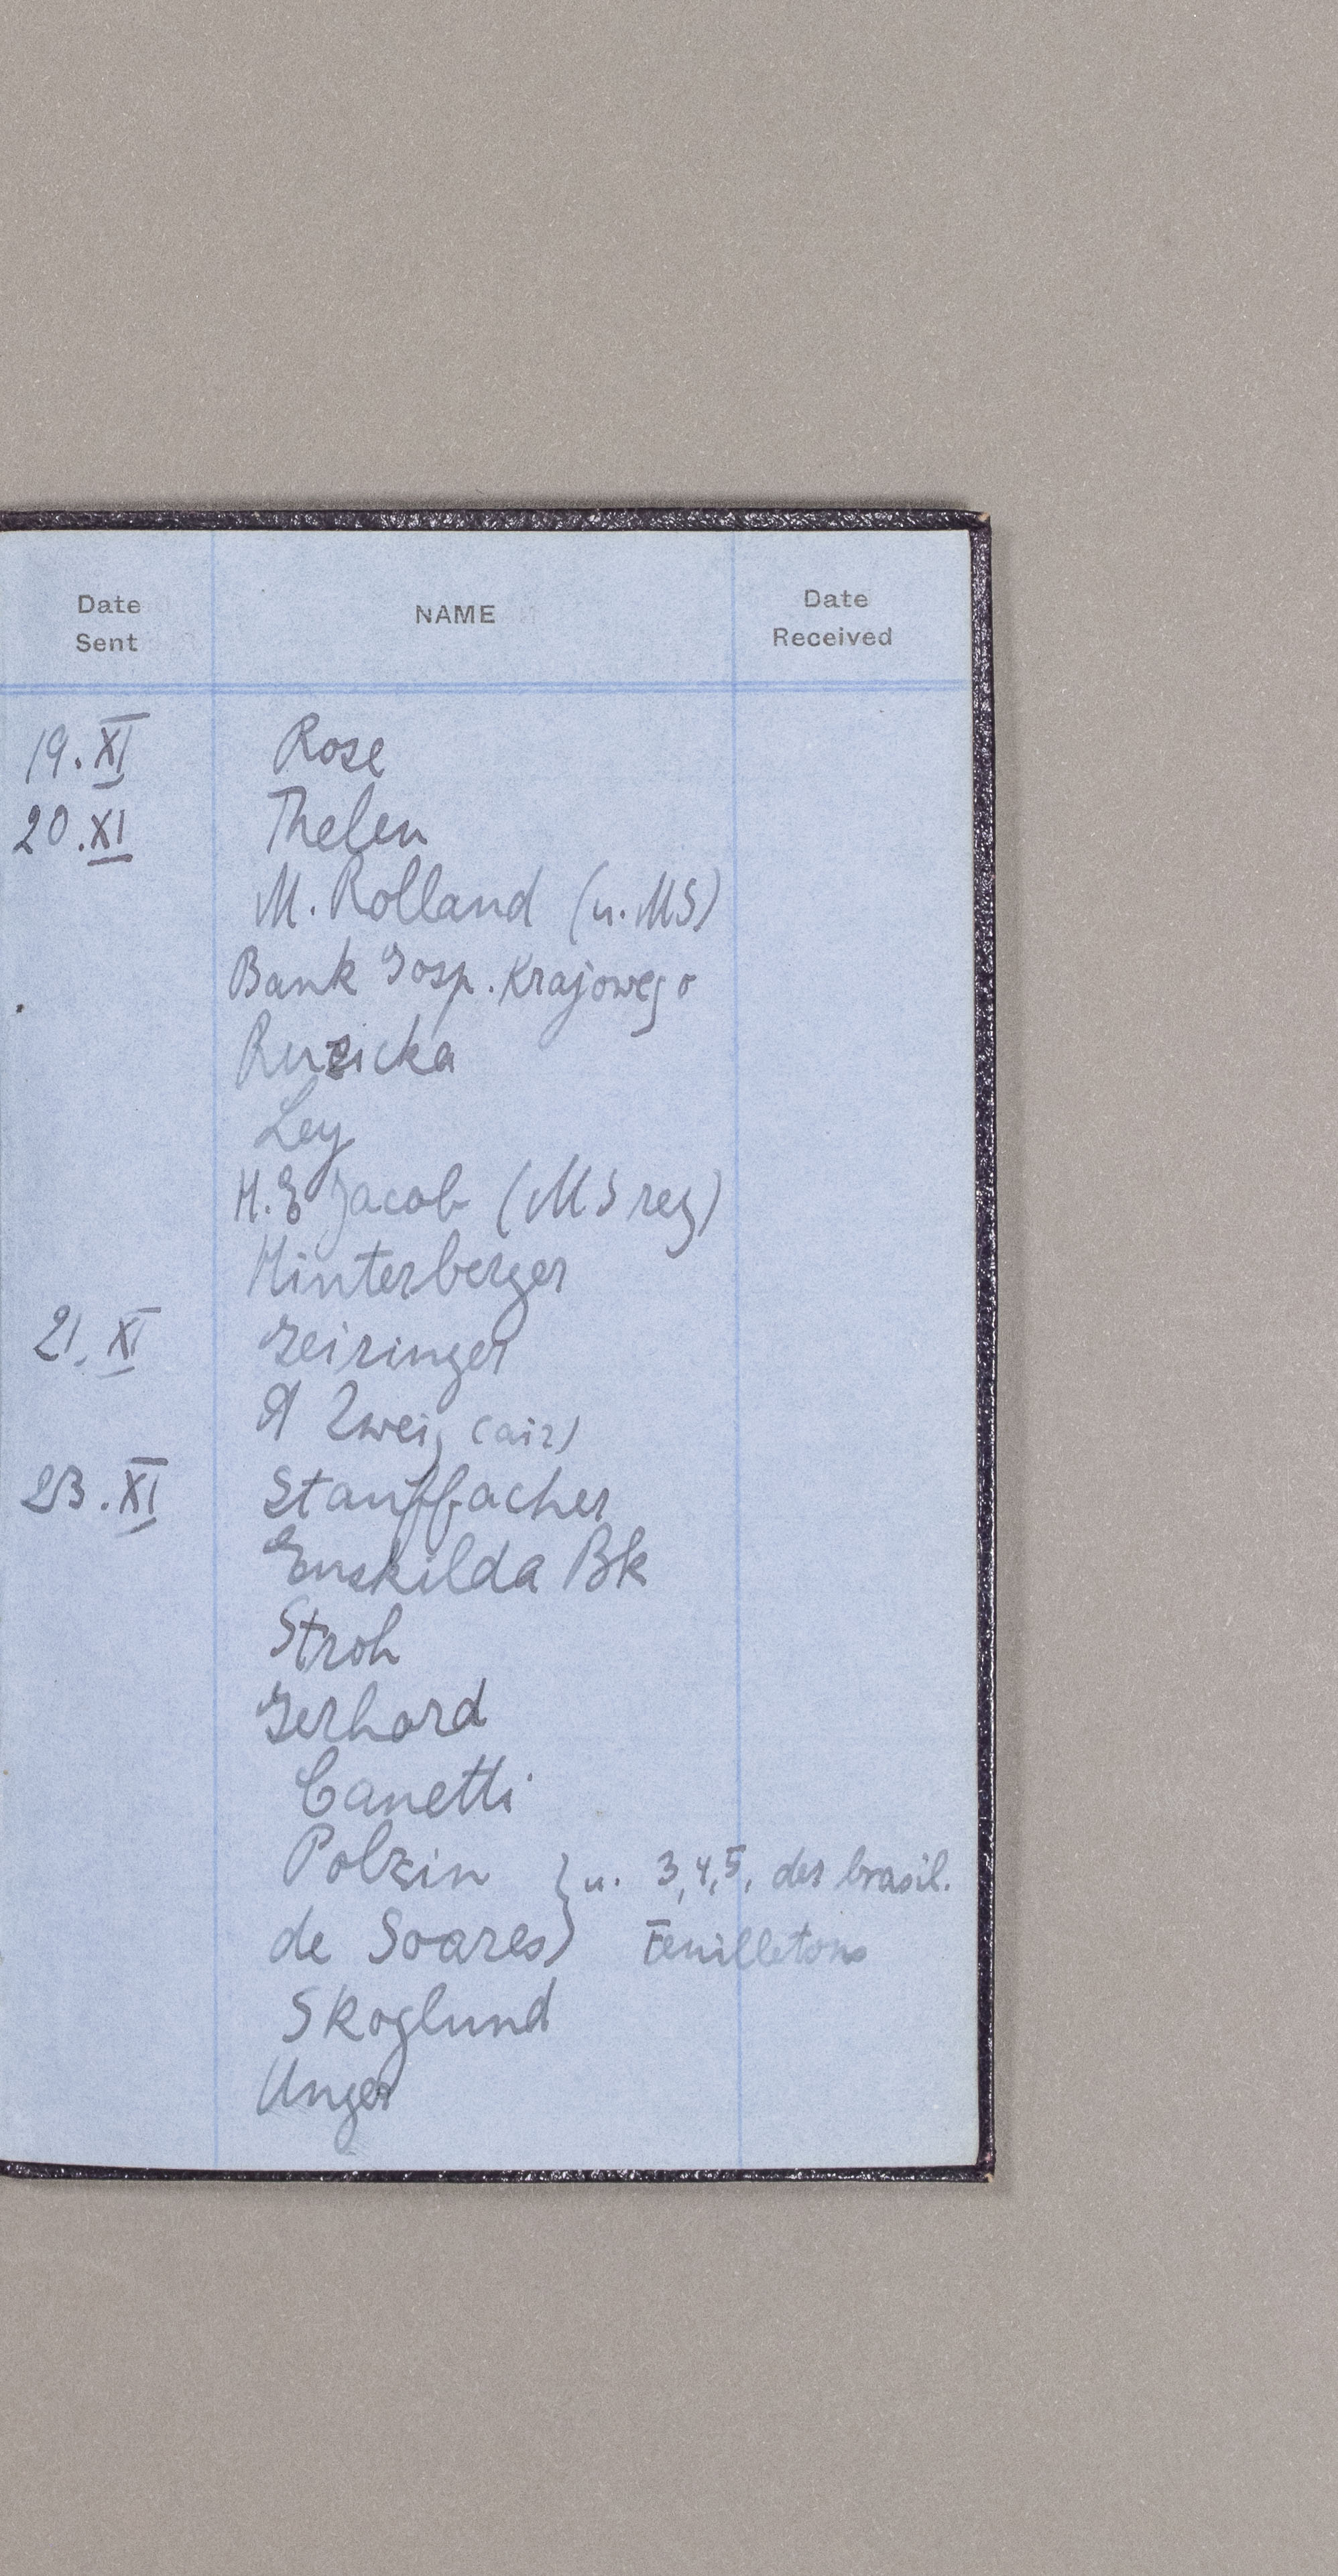 Date Sent NAME Date Received
19. XI Rose
20. XI Thelen
M. Rolland (u. MS)
Bank Gosp. Krajowego
Ruzicka
Ley
H. E Jacob (MS reg)
Hinterberger
21. XI Geiringer
A Zweig (air)
23. XI Stauffacher
Enskilda Bk
Stroh
Gerhard
Canetti
Polzin } u. 3, 4, 5, des brasil.
de Soares } Feuilletons
Skoglund
Unger